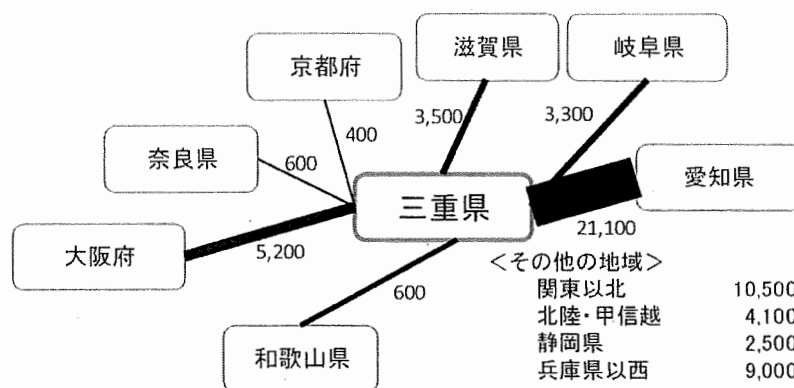 滋賀県
岐阜県
京都府
3,500
3,300
400
奈良県
600
愛知県
三重県
大阪府
5,200
21,100
600
和歌山県
<その他の地域>
関東以北 10,500
北陸・甲信越 4,100
静岡県 2,500
兵庫県以西 9,000